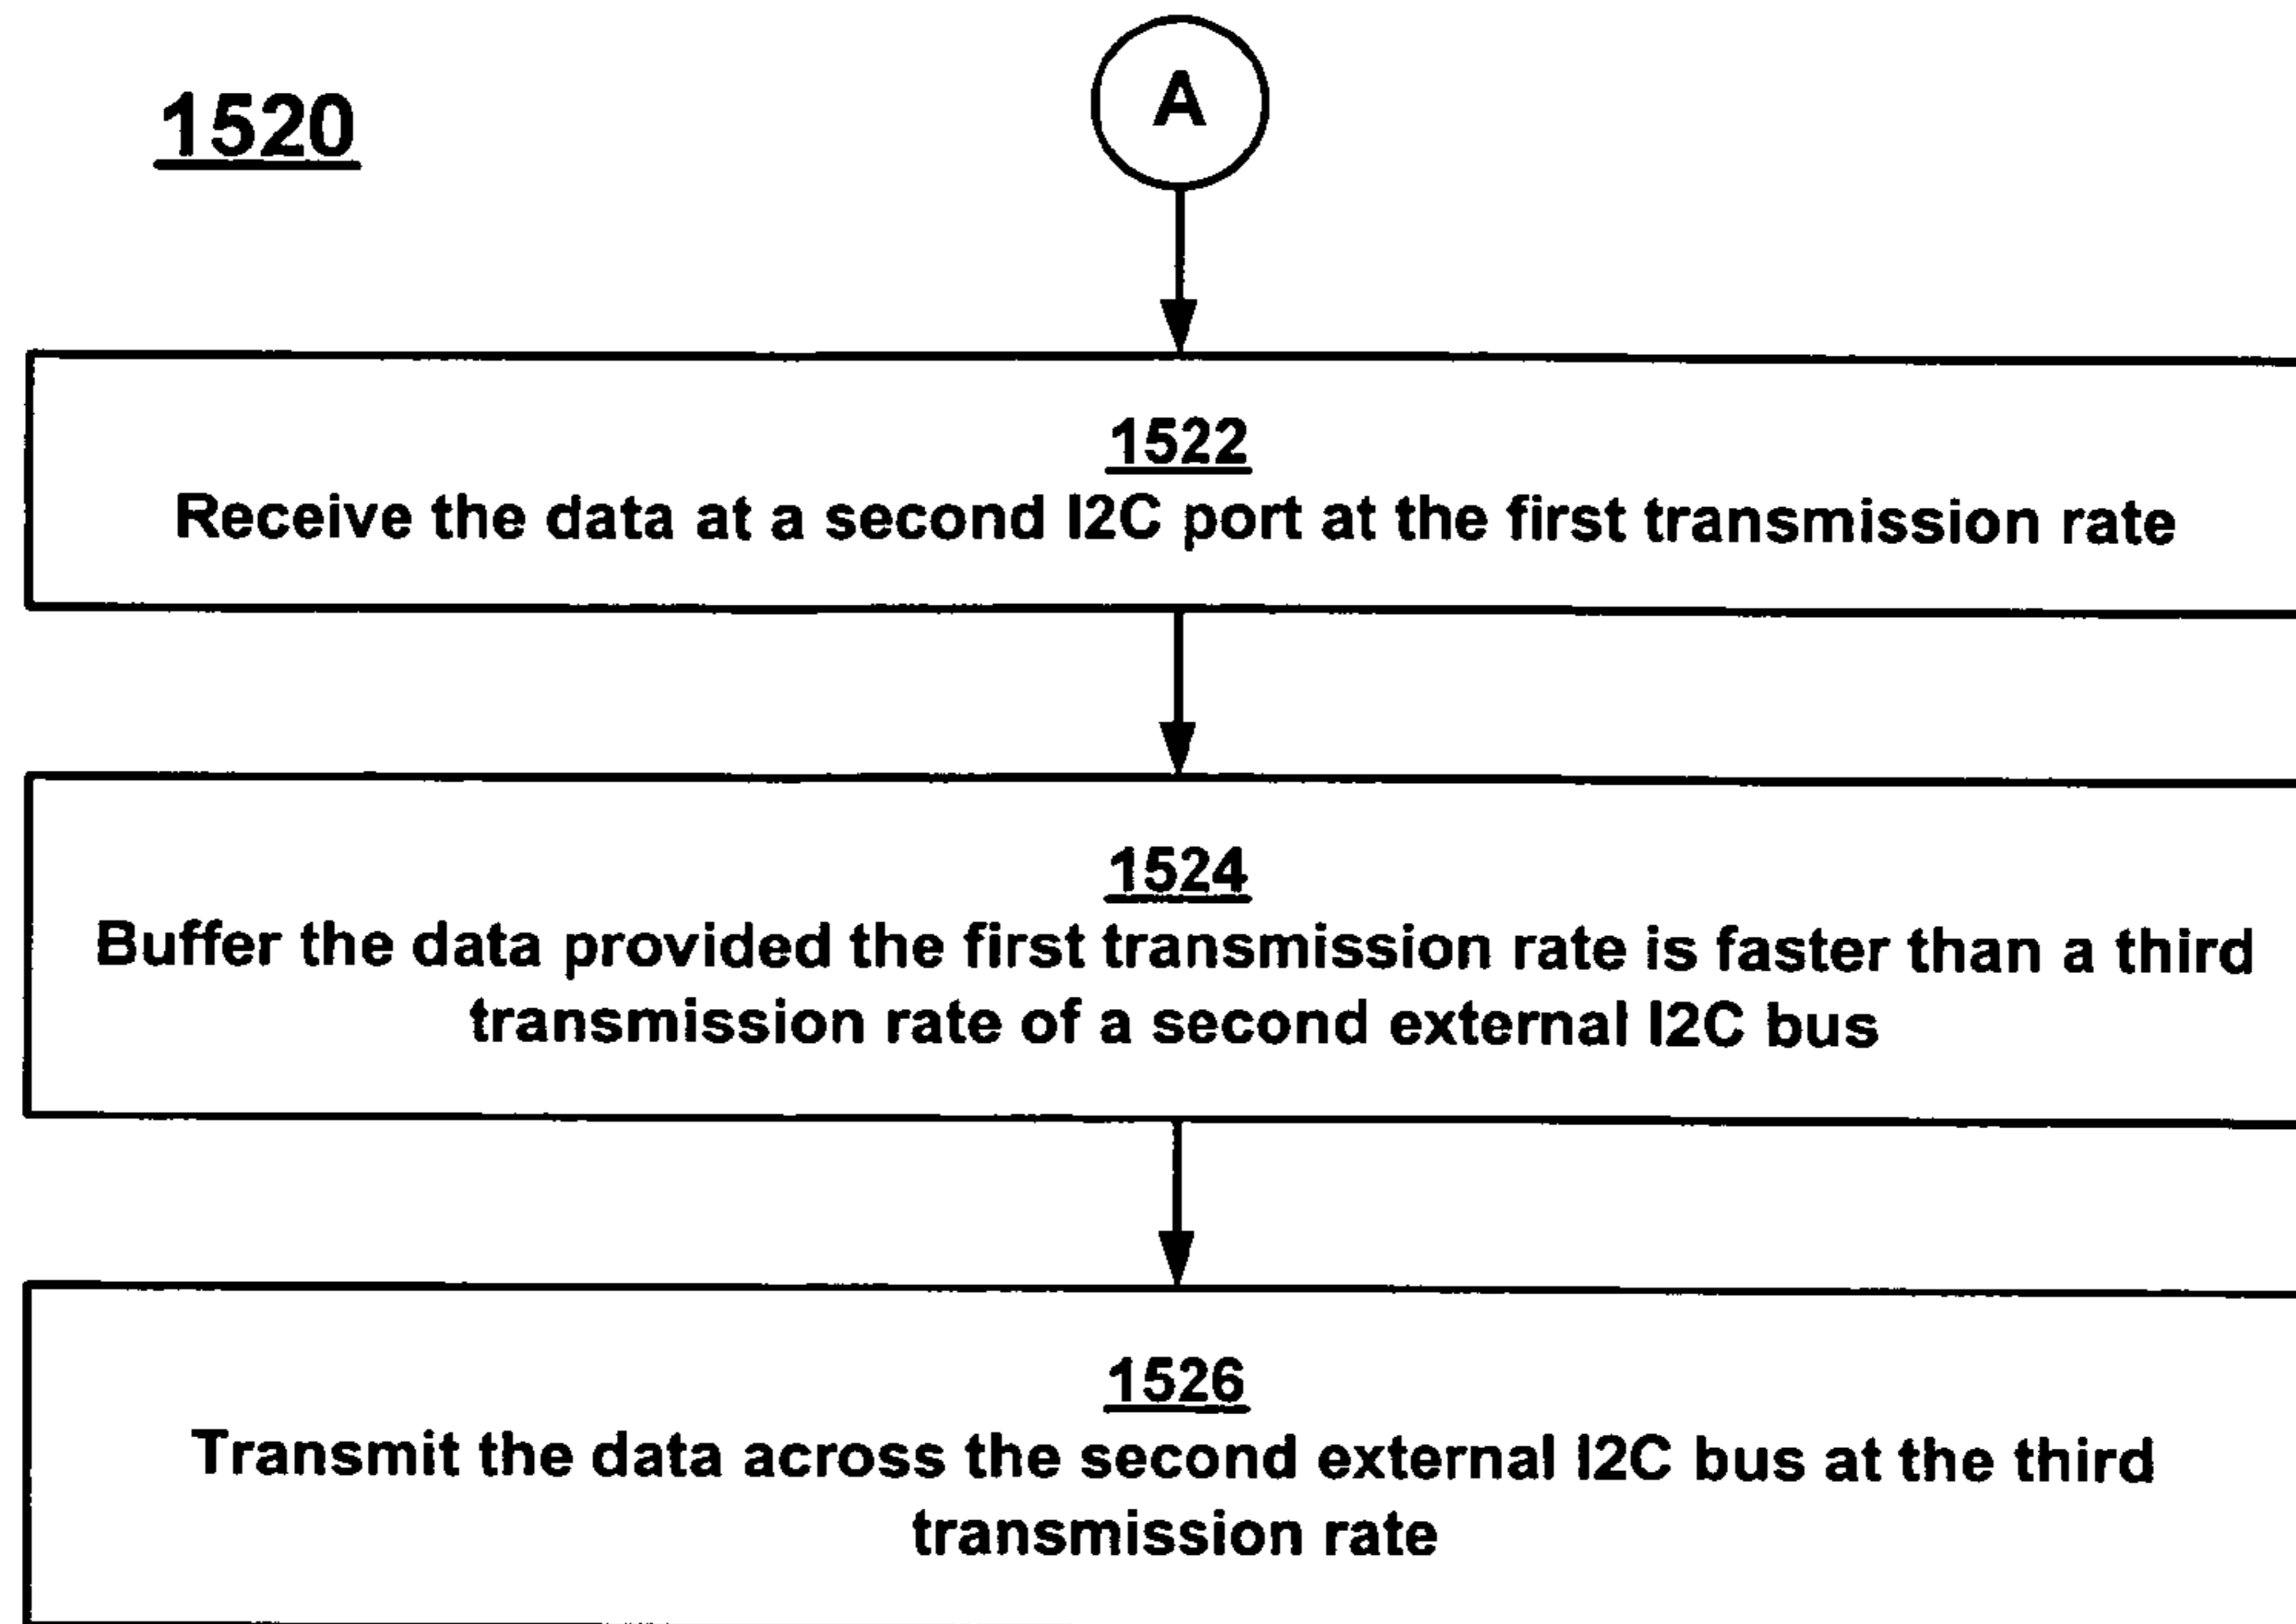 1520
A
1522
Receive the data at a second I2C port at the first transmission rate
1524
Buffer the data provided the first transmission rate is faster than a third
transmission rate of a second external I2C bus
1526
Transmit the data across the second external I2C bus at the third
transmission rate